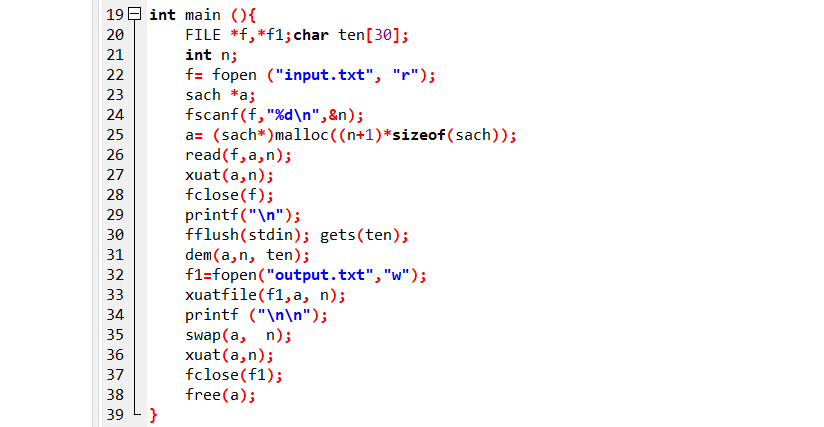 19 int main (){
20 FILE *f,*f1;char ten[30];
21 int n;
22 f= fopen ("input.txt", "r");
23 sach *a;
24 fscanf(f,"%d\n",&n);
25 a= (sach*)malloc((n+1)*sizeof(sach));
26 read(f,a,n);
27 xuat(a,n);
28 fclose(f);
29 printf("\n");
30 fflush(stdin); gets(ten);
31 dem(a,n, ten);
32 f1=fopen("output.txt","w");
33 xuatfile(f1,a, n);
34 printf ("\n\n");
35 swap(a,  n);
36 xuat(a,n);
37 fclose(f1);
38 free(a);
39 }